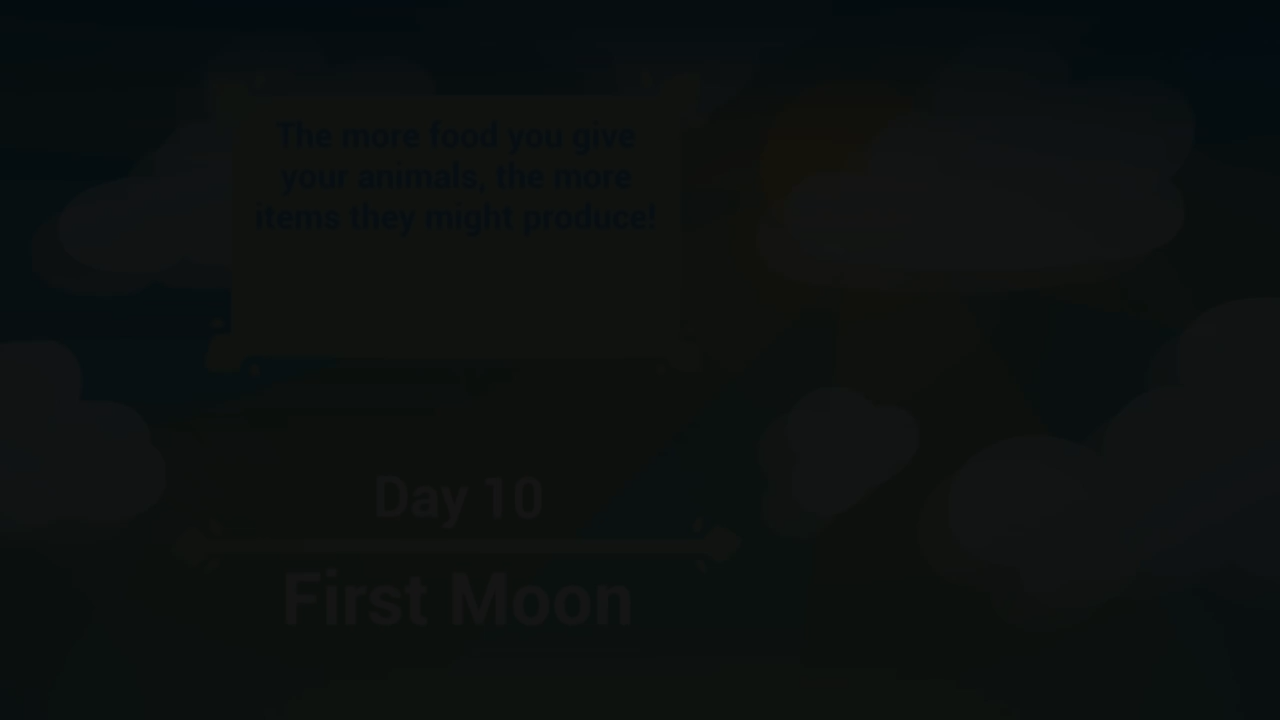 The more food you give
your animals, the more
items they might produce!
Day 10
First Moon